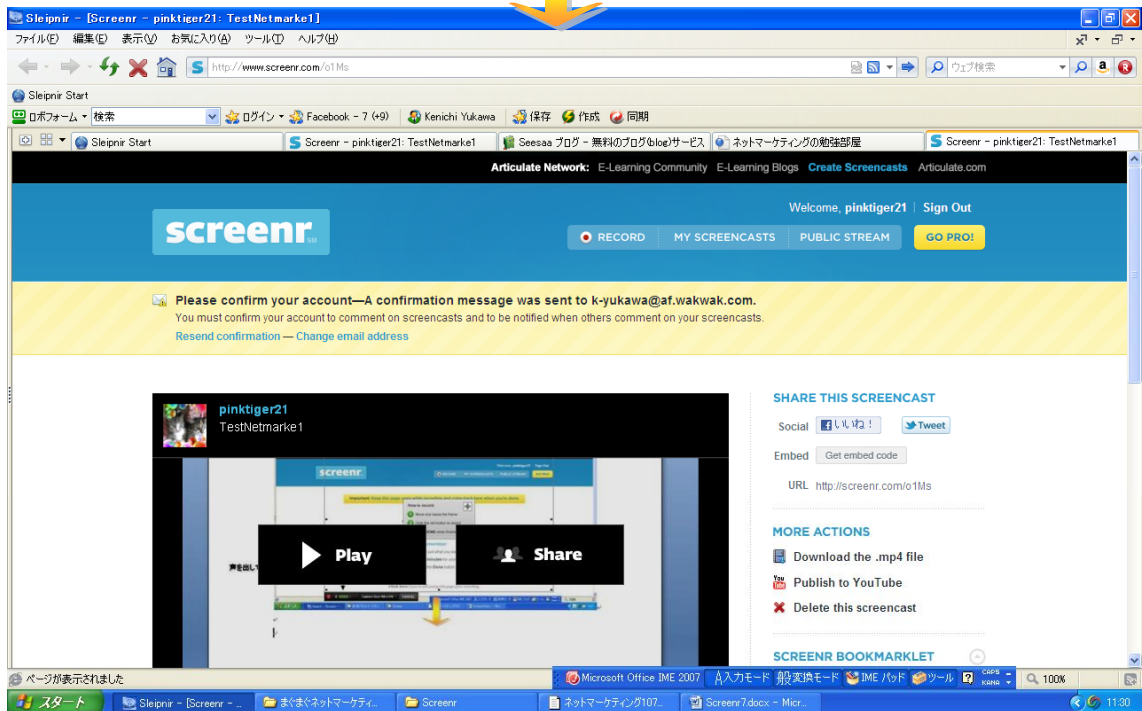 Sleipnir - [Screenr - pinktiger21: TestNetmarke1]
ファイル(F) 編集(E) 表示(V) お気に入り(A) ツール(T) ヘルプ(H)
http://www.screenr.com/o1Ms
ウェブ検索
Sleipnir Start
ロボフォーム 検索 ログイン Facebook - 7 (+9) Kenichi Yukawa 保存 作成 同期
Sleipnir Start Screenr - pinktiger21: TestNetmarke1 Seesaa ブログ - 無料のブログ(blog)サービス ネットマーケティングの勉強部屋 Screenr - pinktiger21: TestNetmarke1
Articulate Network: E-Learning Community E-Learning Blogs Create Screencasts Articulate.com
Welcome, pinktiger21 | Sign Out
screenr
RECORD MY SCREENCASTS PUBLIC STREAM GO PRO!
Please confirm your account—A confirmation message was sent to k-yukawa@af.wakwak.com.
You must confirm your account to comment on screencasts and to be notified when others comment on your screencasts.
Resend confirmation — Change email address
pinktiger21
TestNetmarke1
screenr
声を出して
Play
Share
SHARE THIS SCREENCAST
Social いいね! Tweet
Embed Get embed code
URL http://screenr.com/o1Ms
MORE ACTIONS
Download the .mp4 file
Publish to YouTube
Delete this screencast
SCREENR BOOKMARKLET
ページが表示されました
Microsoft Office IME 2007 A入力モード 般変換モード IME パッド ツール CAPS KANA 100%
スタート Sleipnir - [Screenr - ... まぐまぐネットマーケティ... Screenr ネットマーケティング107... Screenr7.docx - Micr... 11:30